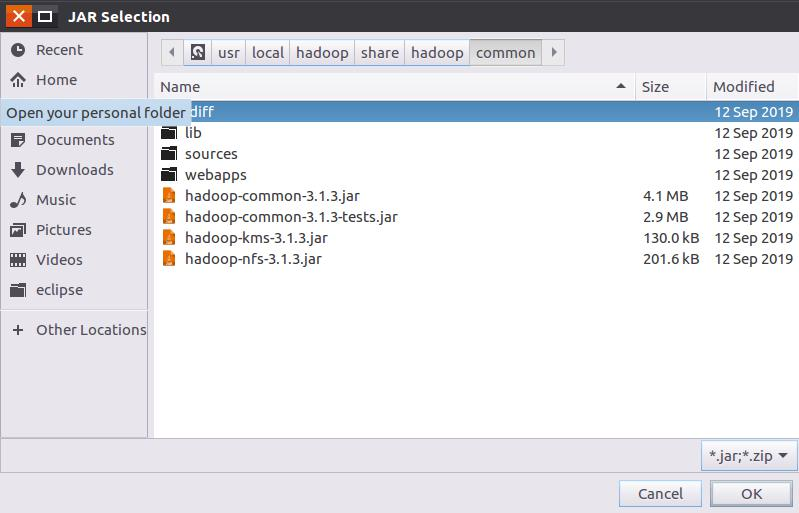 JAR Selection
Recent
Home
Open your personal folder
Documents
Downloads
Music
Pictures
Videos
eclipse
+ Other Locations
usr local hadoop share hadoop common
Name Size Modified
diff 12 Sep 2019
lib 12 Sep 2019
sources 12 Sep 2019
webapps 12 Sep 2019
hadoop-common-3.1.3.jar 4.1 MB 12 Sep 2019
hadoop-common-3.1.3-tests.jar 2.9 MB 12 Sep 2019
hadoop-kms-3.1.3.jar 130.0 kB 12 Sep 2019
hadoop-nfs-3.1.3.jar 201.6 kB 12 Sep 2019
*.jar;*.zip
Cancel OK